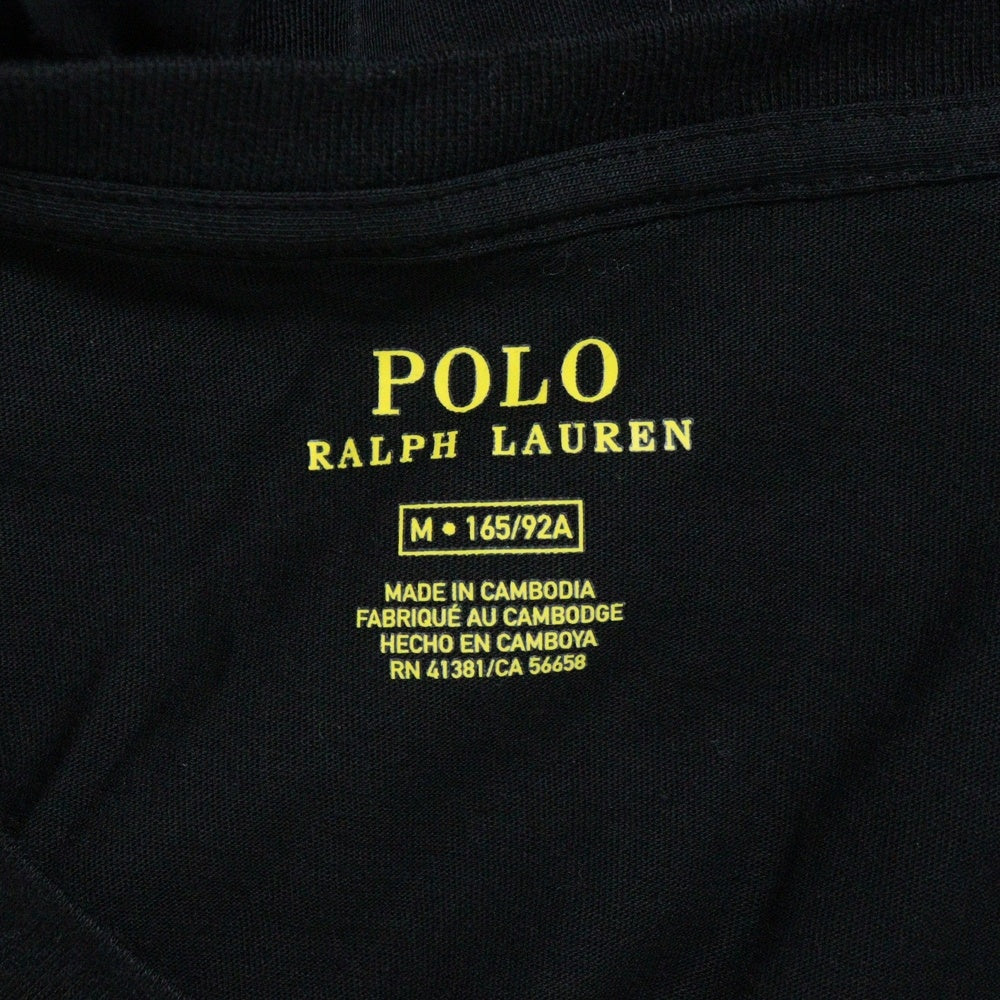 POLO
RALPH LAUREN
M • 165/92A
MADE IN CAMBODIA
FABRIQUÉ AU CAMBODGE
HECHO EN CAMBOYA
RN 41381/CA 56658